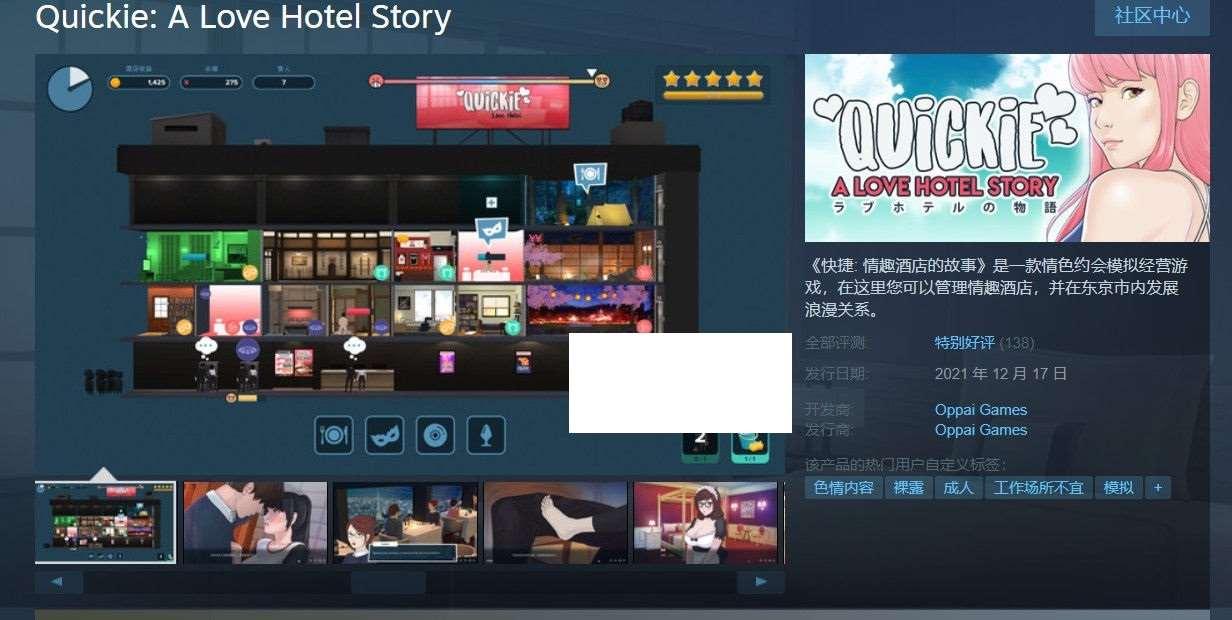 Quickie: A Love Hotel Story
社区中心
1,425
275
7
QUiCKiE
Love Hotel
2
1/1
QUiCKiE
A LOVE HOTEL STORY
ラブホテルの物語
《快捷: 情趣酒店的故事》是一款情色约会模拟经营游
戏，在这里您可以管理情趣酒店，并在东京市内发展
浪漫关系。
全部评测:
特别好评 (138)
发行日期:
2021 年 12 月 17 日
开发商:
Oppai Games
发行商:
Oppai Games
该产品的热门用户自定义标签:
色情内容
裸露
成人
工作场所不宜
模拟
+